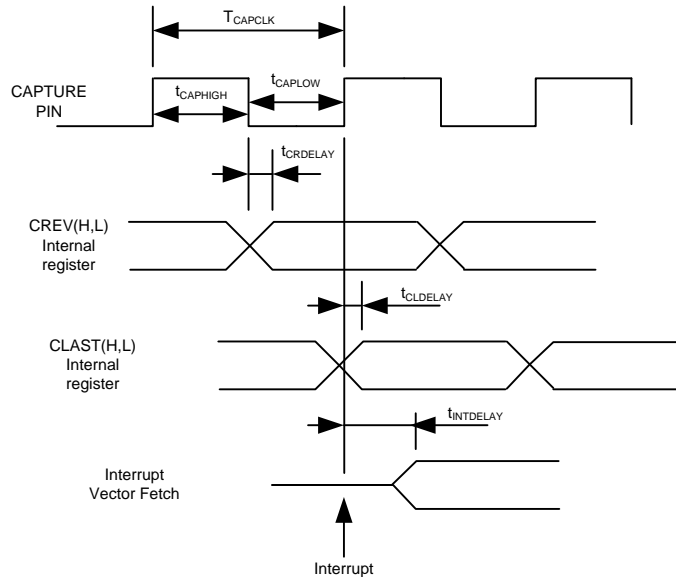 TCAPCLK
CAPTURE
PIN
tCAPHIGH
tCAPLOW
tCRDELAY
CREV(H,L)
Internal
register
tCLDELAY
CLAST(H,L)
Internal
register
tINTDELAY
Interrupt
Vector Fetch
Interrupt